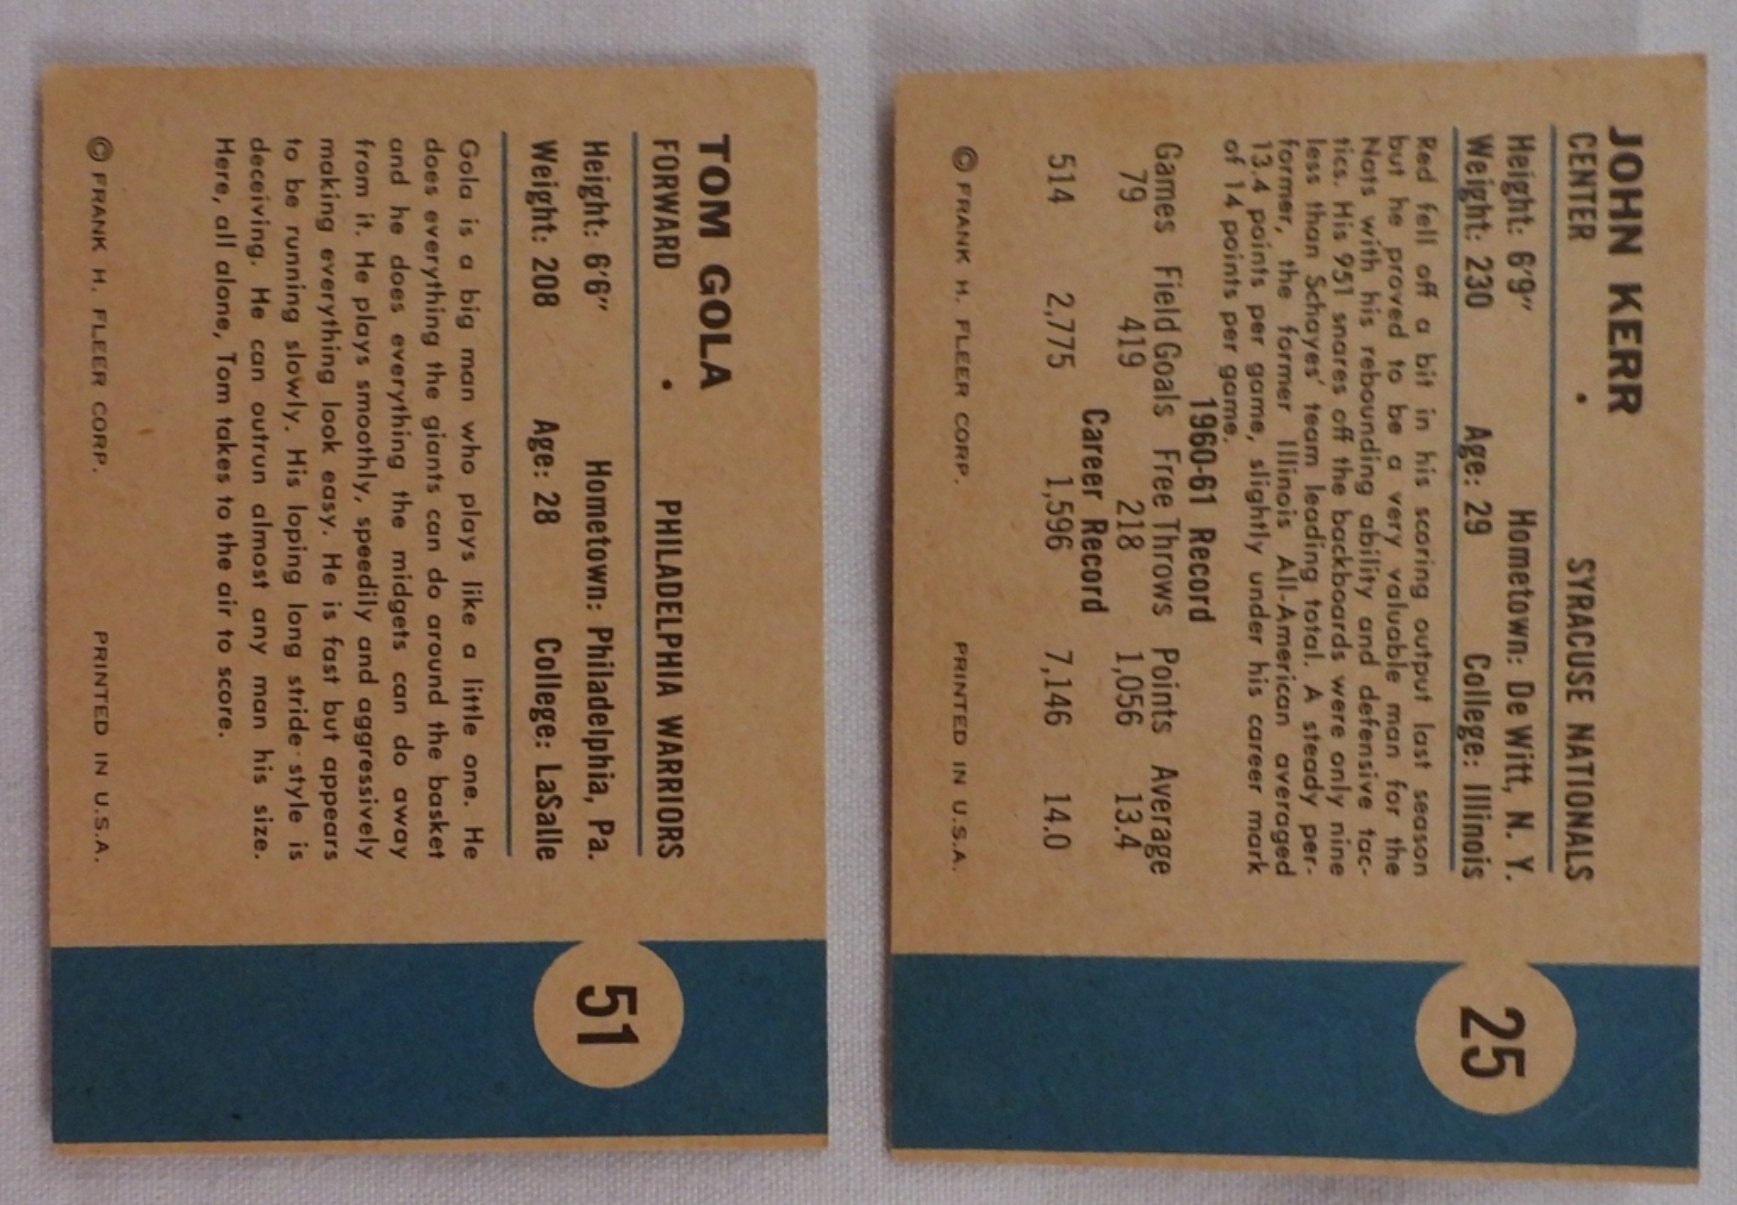 TOM GOLA
FORWARD • PHILADELPHIA WARRIORS
Height: 6'6" Hometown: Philadelphia, Pa.
Weight: 208 Age: 28 College: LaSalle
Gola is a big man who plays like a little one. He
does everything the giants can do around the basket
and he does everything the midgets can do away
from it. He plays smoothly, speedily and aggressively
making everything look easy. He is fast but appears
to be running slowly. His loping long stride style is
deceiving. He can outrun almost any man his size.
Here, all alone, Tom takes to the air to score.
© FRANK H. FLEER CORP. PRINTED IN U.S.A.
51
JOHN KERR
CENTER • SYRACUSE NATIONALS
Height: 6'9" Hometown: De Witt, N. Y.
Weight: 230 Age: 29 College: Illinois
Red fell off a bit in his scoring output last season
but he proved to be a very valuable man for the
Nats with his rebounding ability and defensive tac-
tics. His 951 snares off the backboards were only nine
less than Schayes' team leading total. A steady per-
former, the former Illinois All-American averaged
13.4 points per game, slightly under his career mark
of 14 points per game.
1960-61 Record
Games Field Goals Free Throws Points Average
79 419 218 1,056 13.4
Career Record
514 2,775 1,596 7,146 14.0
© FRANK H. FLEER CORP. PRINTED IN U.S.A.
25